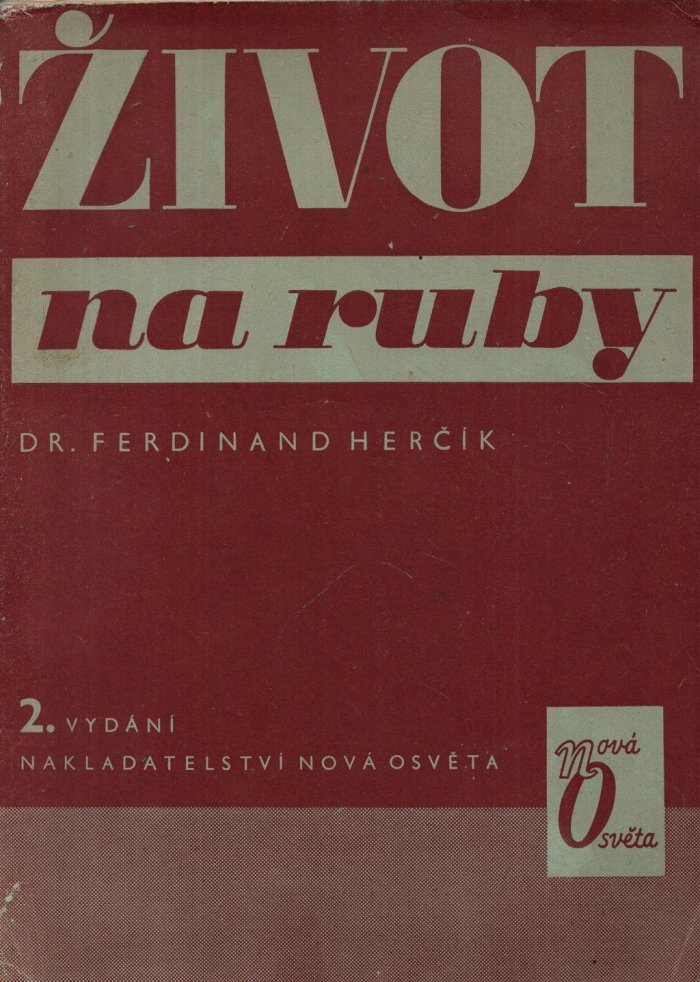 ŽIVOT
na ruby
DR. FERDINAND HERČÍK
2. VYDÁNÍ
NAKLADATELSTVÍ NOVÁ OSVĚTA
nová
Osvěta